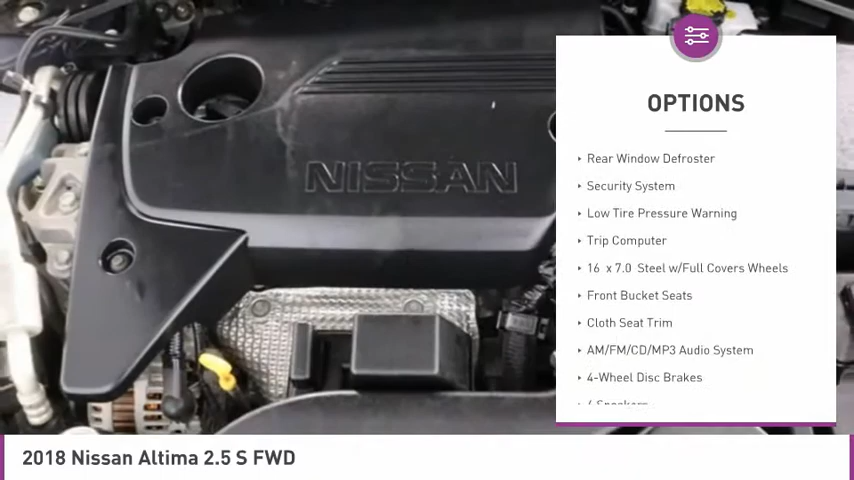 NISSAN
OPTIONS
Rear Window Defroster
Security System
Low Tire Pressure Warning
Trip Computer
16 x 7.0 Steel w/Full Covers Wheels
Front Bucket Seats
Cloth Seat Trim
AM/FM/CD/MP3 Audio System
4-Wheel Disc Brakes
2018 Nissan Altima 2.5 S FWD